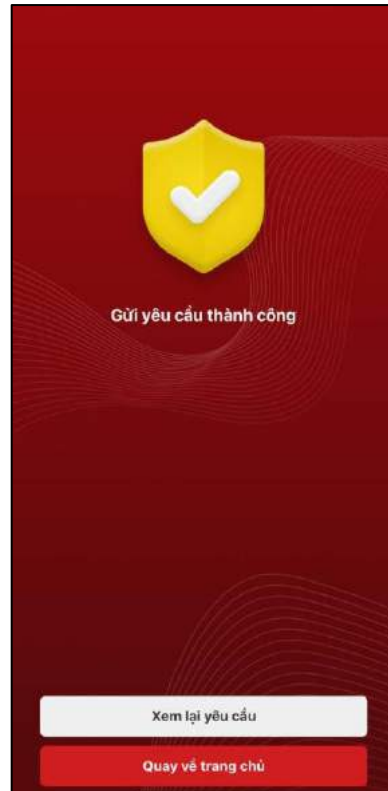 Gửi yêu cầu thành công
Xem lại yêu cầu
Quay về trang chủ